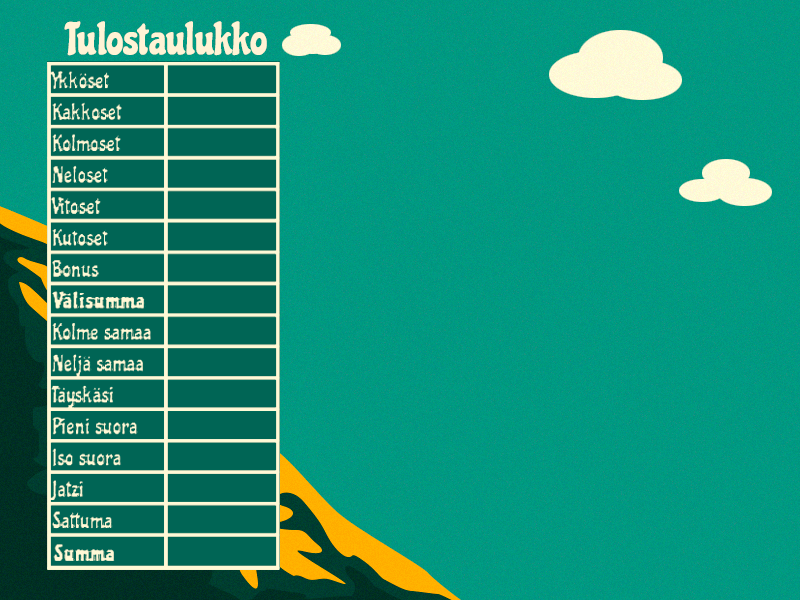 Tulostaulukko
Ykköset
Kakkoset
Kolmoset
Neloset
Vitoset
Kutoset
Bonus
Välisumma
Kolme samaa
Neljä samaa
Täyskäsi
Pieni suora
Iso suora
Jatzi
Sattuma
Summa